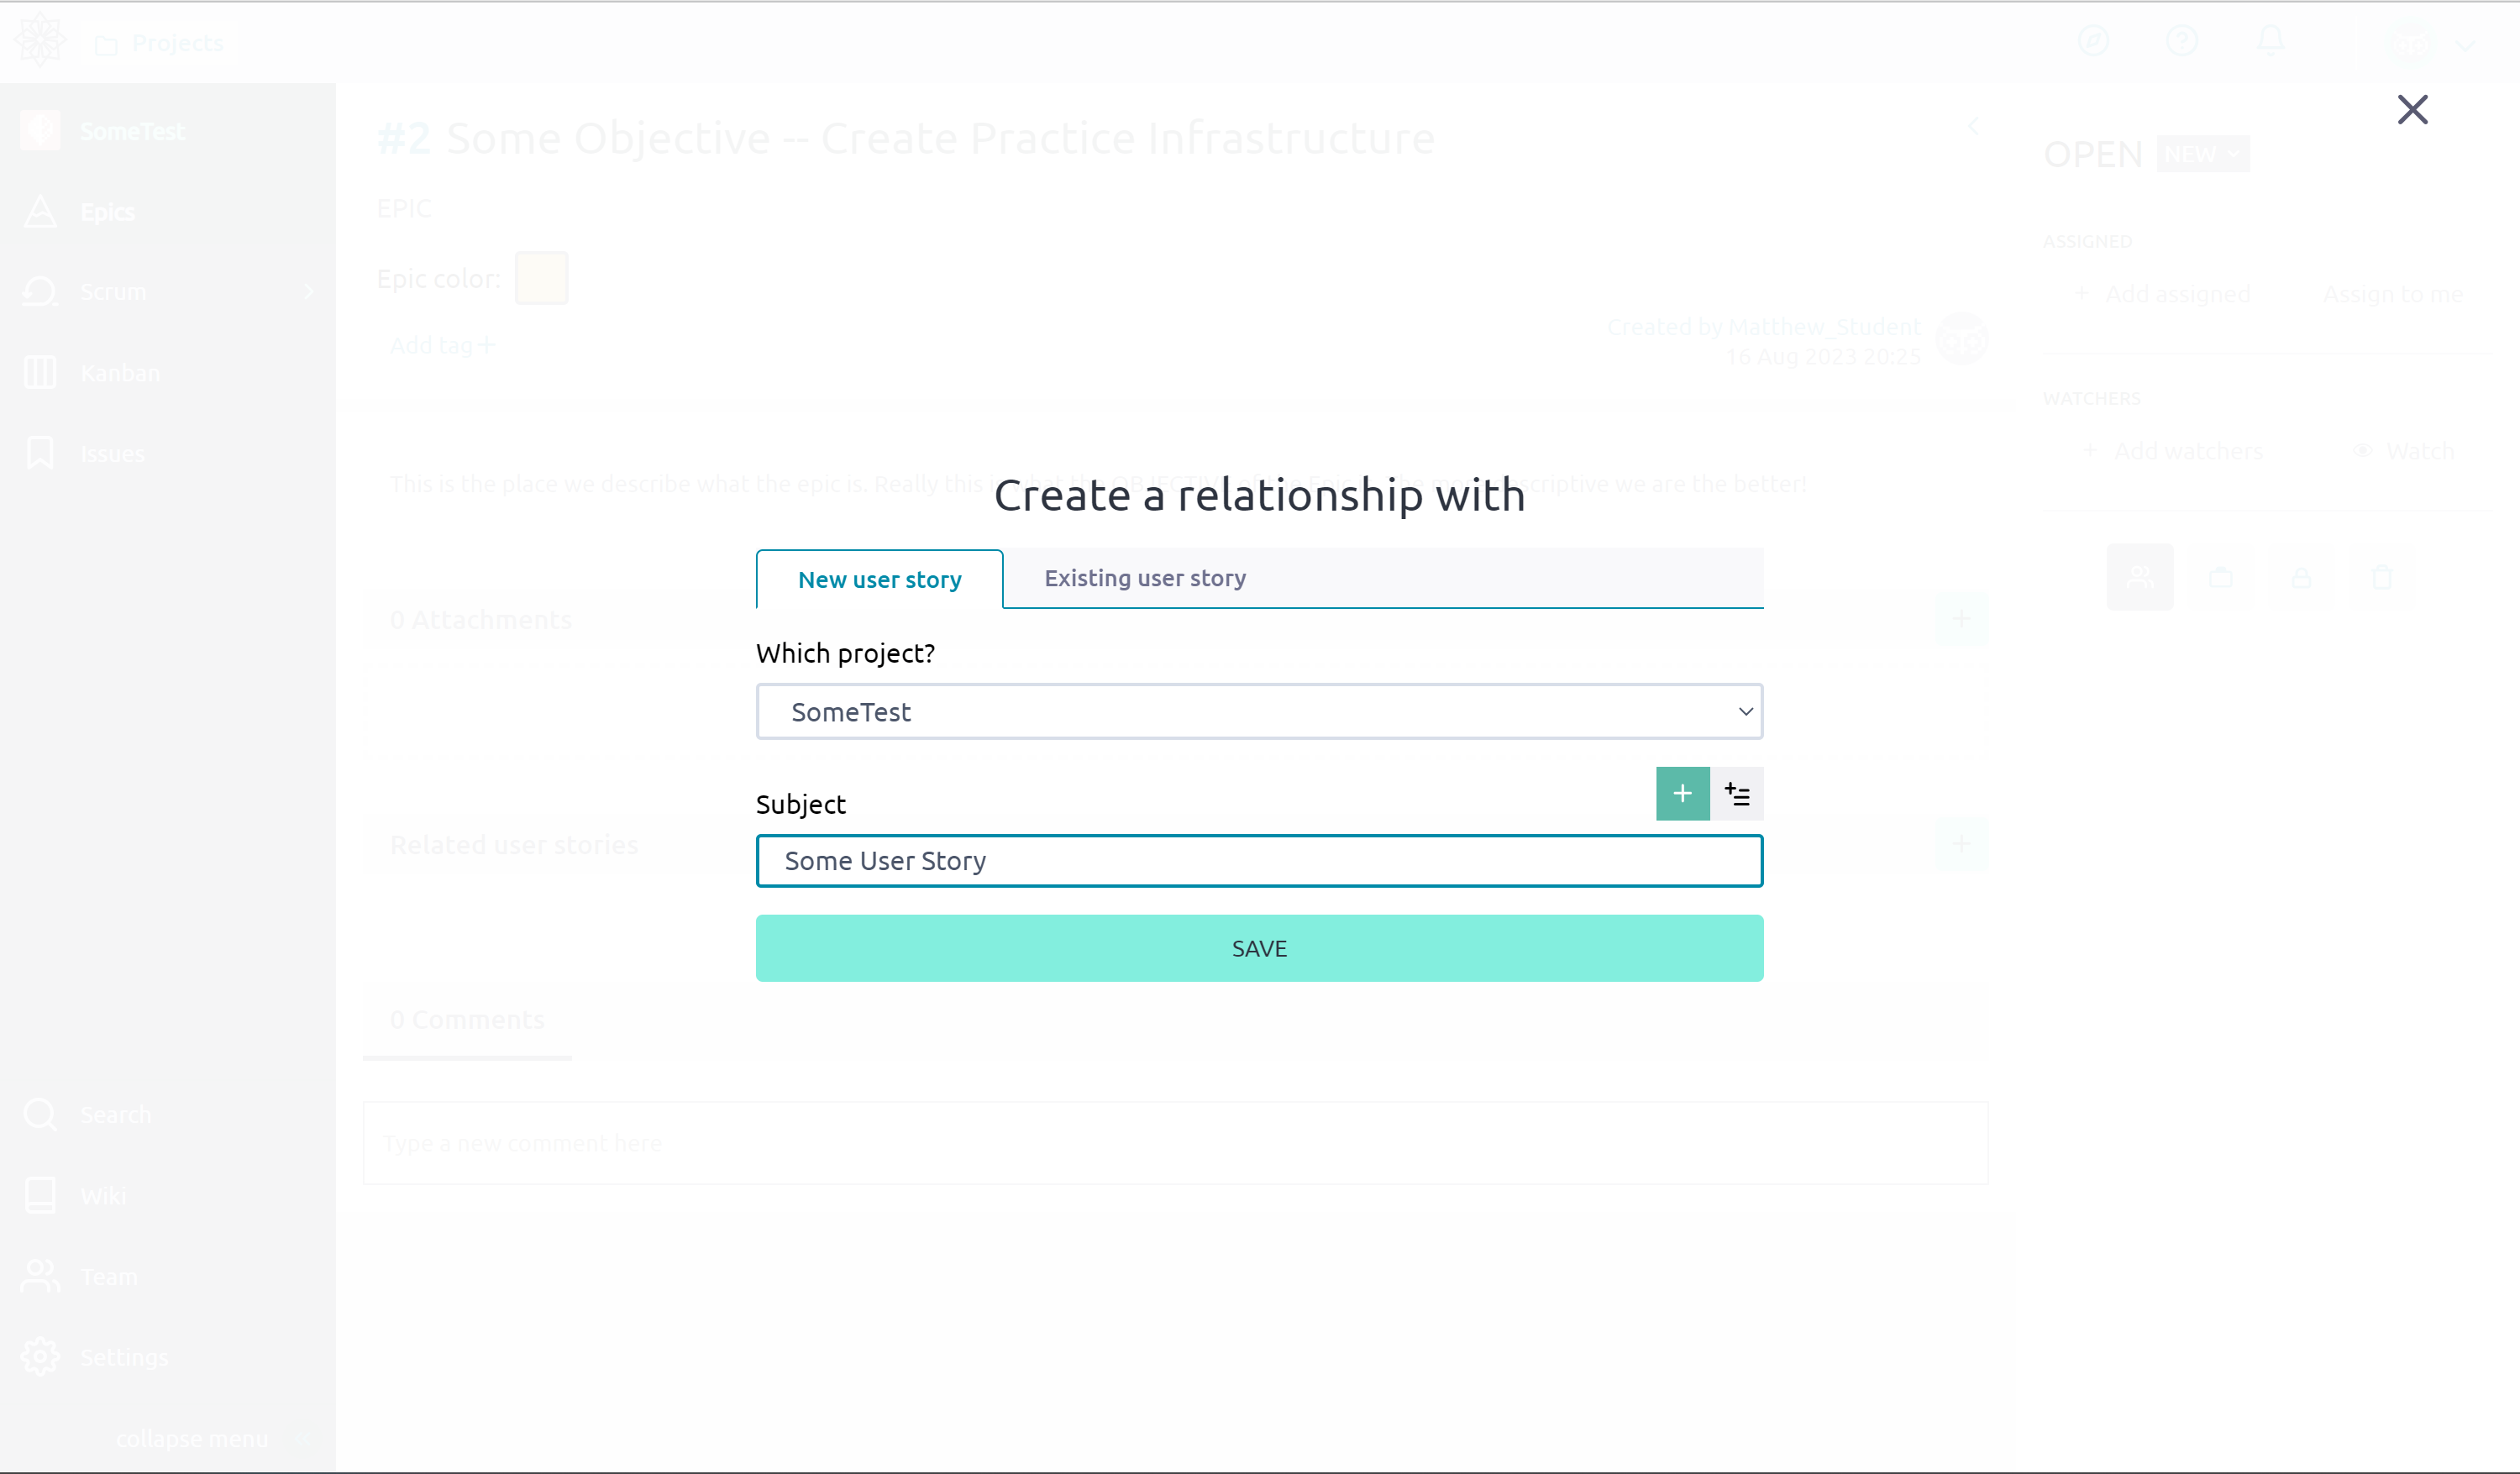 Projects
SomeTest
Epics
Scrum
Kanban
Issues
Search
Wiki
Team
Settings
collapse menu
#2 Some Objective -- Create Practice Infrastructure
EPIC
Epic color:
Add tag
Created by Matthew_Student
16 Aug 2023 20:25
OPEN NEW
ASSIGNED
Add assigned
Assign to me
WATCHERS
Add watchers
Watch
This is the place we describe what the epic is. Really this we are the better!
Create a relationship with
New user story
Existing user story
0 Attachments
Which project?
SomeTest
Subject
Related user stories
Some User Story
SAVE
0 Comments
Type a new comment here